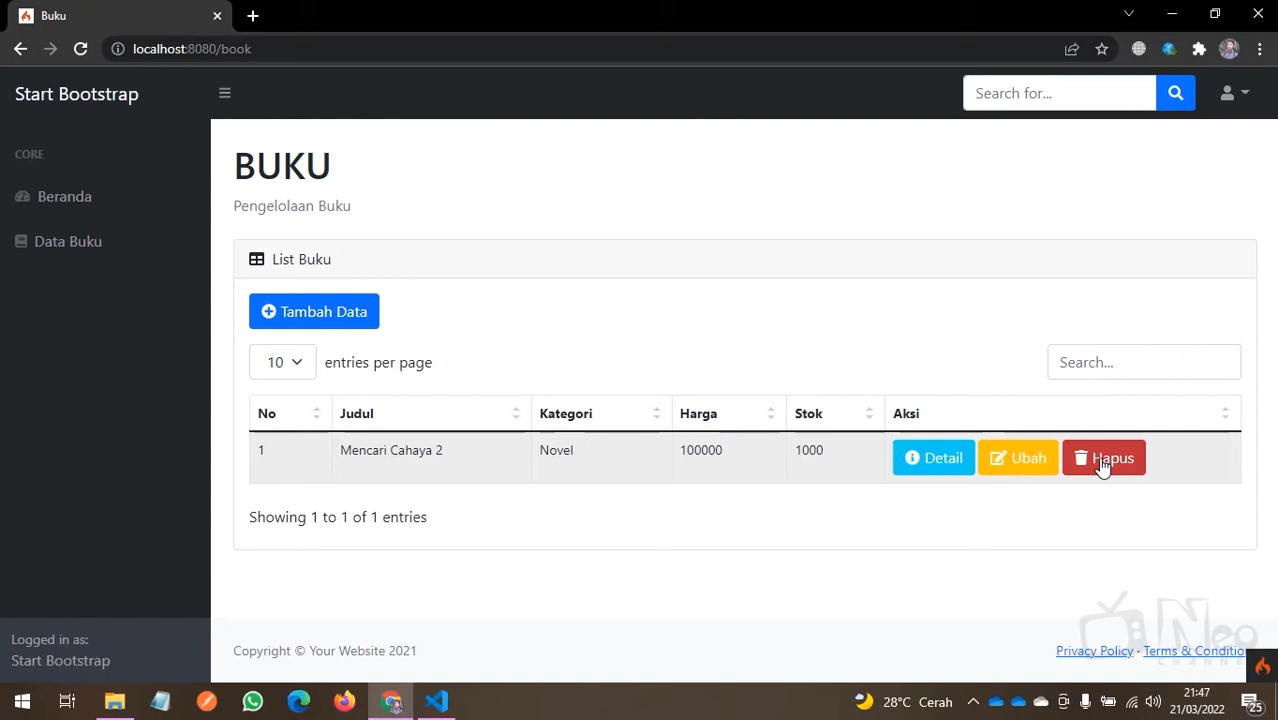 Buku
localhost:8080/book
Start Bootstrap
Search for...
CORE
Beranda
Data Buku
BUKU
Pengelolaan Buku
List Buku
Tambah Data
10 entries per page
Search...
No Judul Kategori Harga Stok Aksi
1 Mencari Cahaya 2 Novel 100000 1000 Detail Ubah Hapus
Showing 1 to 1 of 1 entries
Logged in as:
Start Bootstrap
Copyright © Your Website 2021
Privacy Policy · Terms & Conditio
Neo
CHANNEL
28°C Cerah
21:47
21/03/2022
25